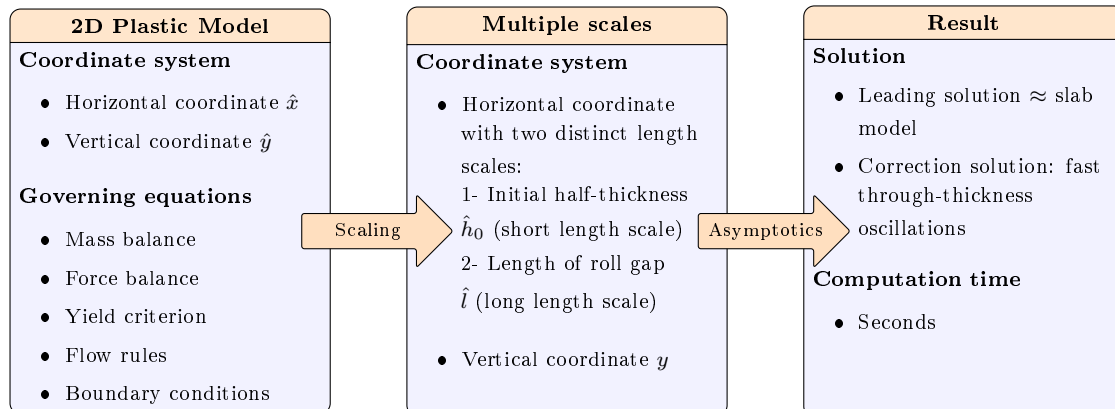 2D Plastic Model
Coordinate system
• Horizontal coordinate x̂
• Vertical coordinate ŷ
Governing equations
• Mass balance
• Force balance
• Yield criterion
• Flow rules
• Boundary conditions
Scaling
Multiple scales
Coordinate system
• Horizontal coordinate
with two distinct length
scales:
1- Initial half-thickness
ĥ₀ (short length scale)
2- Length of roll gap
l̂ (long length scale)
• Vertical coordinate y
Asymptotics
Result
Solution
• Leading solution ≈ slab
model
• Correction solution: fast
through-thickness
oscillations
Computation time
• Seconds